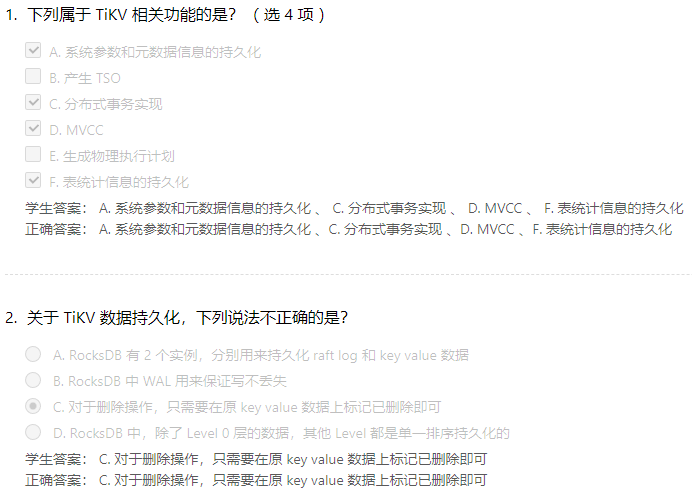 1. 下列属于 TiKV 相关功能的是？（ 选 4 项 ）
A. 系统参数和元数据信息的持久化
B. 产生 TSO
C. 分布式事务实现
D. MVCC
E. 生成物理执行计划
F. 表统计信息的持久化
学生答案： A. 系统参数和元数据信息的持久化 、 C. 分布式事务实现 、 D. MVCC 、 F. 表统计信息的持久化
正确答案： A. 系统参数和元数据信息的持久化 、C. 分布式事务实现 、D. MVCC 、F. 表统计信息的持久化
2. 关于 TiKV 数据持久化，下列说法不正确的是？
A. RocksDB 有 2 个实例，分别用来持久化 raft log 和 key value 数据
B. RocksDB 中 WAL 用来保证写不丢失
C. 对于删除操作，只需要在原 key value 数据上标记已删除即可
D. RocksDB 中，除了 Level 0 层的数据，其他 Level 都是单一排序持久化的
学生答案： C. 对于删除操作，只需要在原 key value 数据上标记已删除即可
正确答案： C. 对于删除操作，只需要在原 key value 数据上标记已删除即可